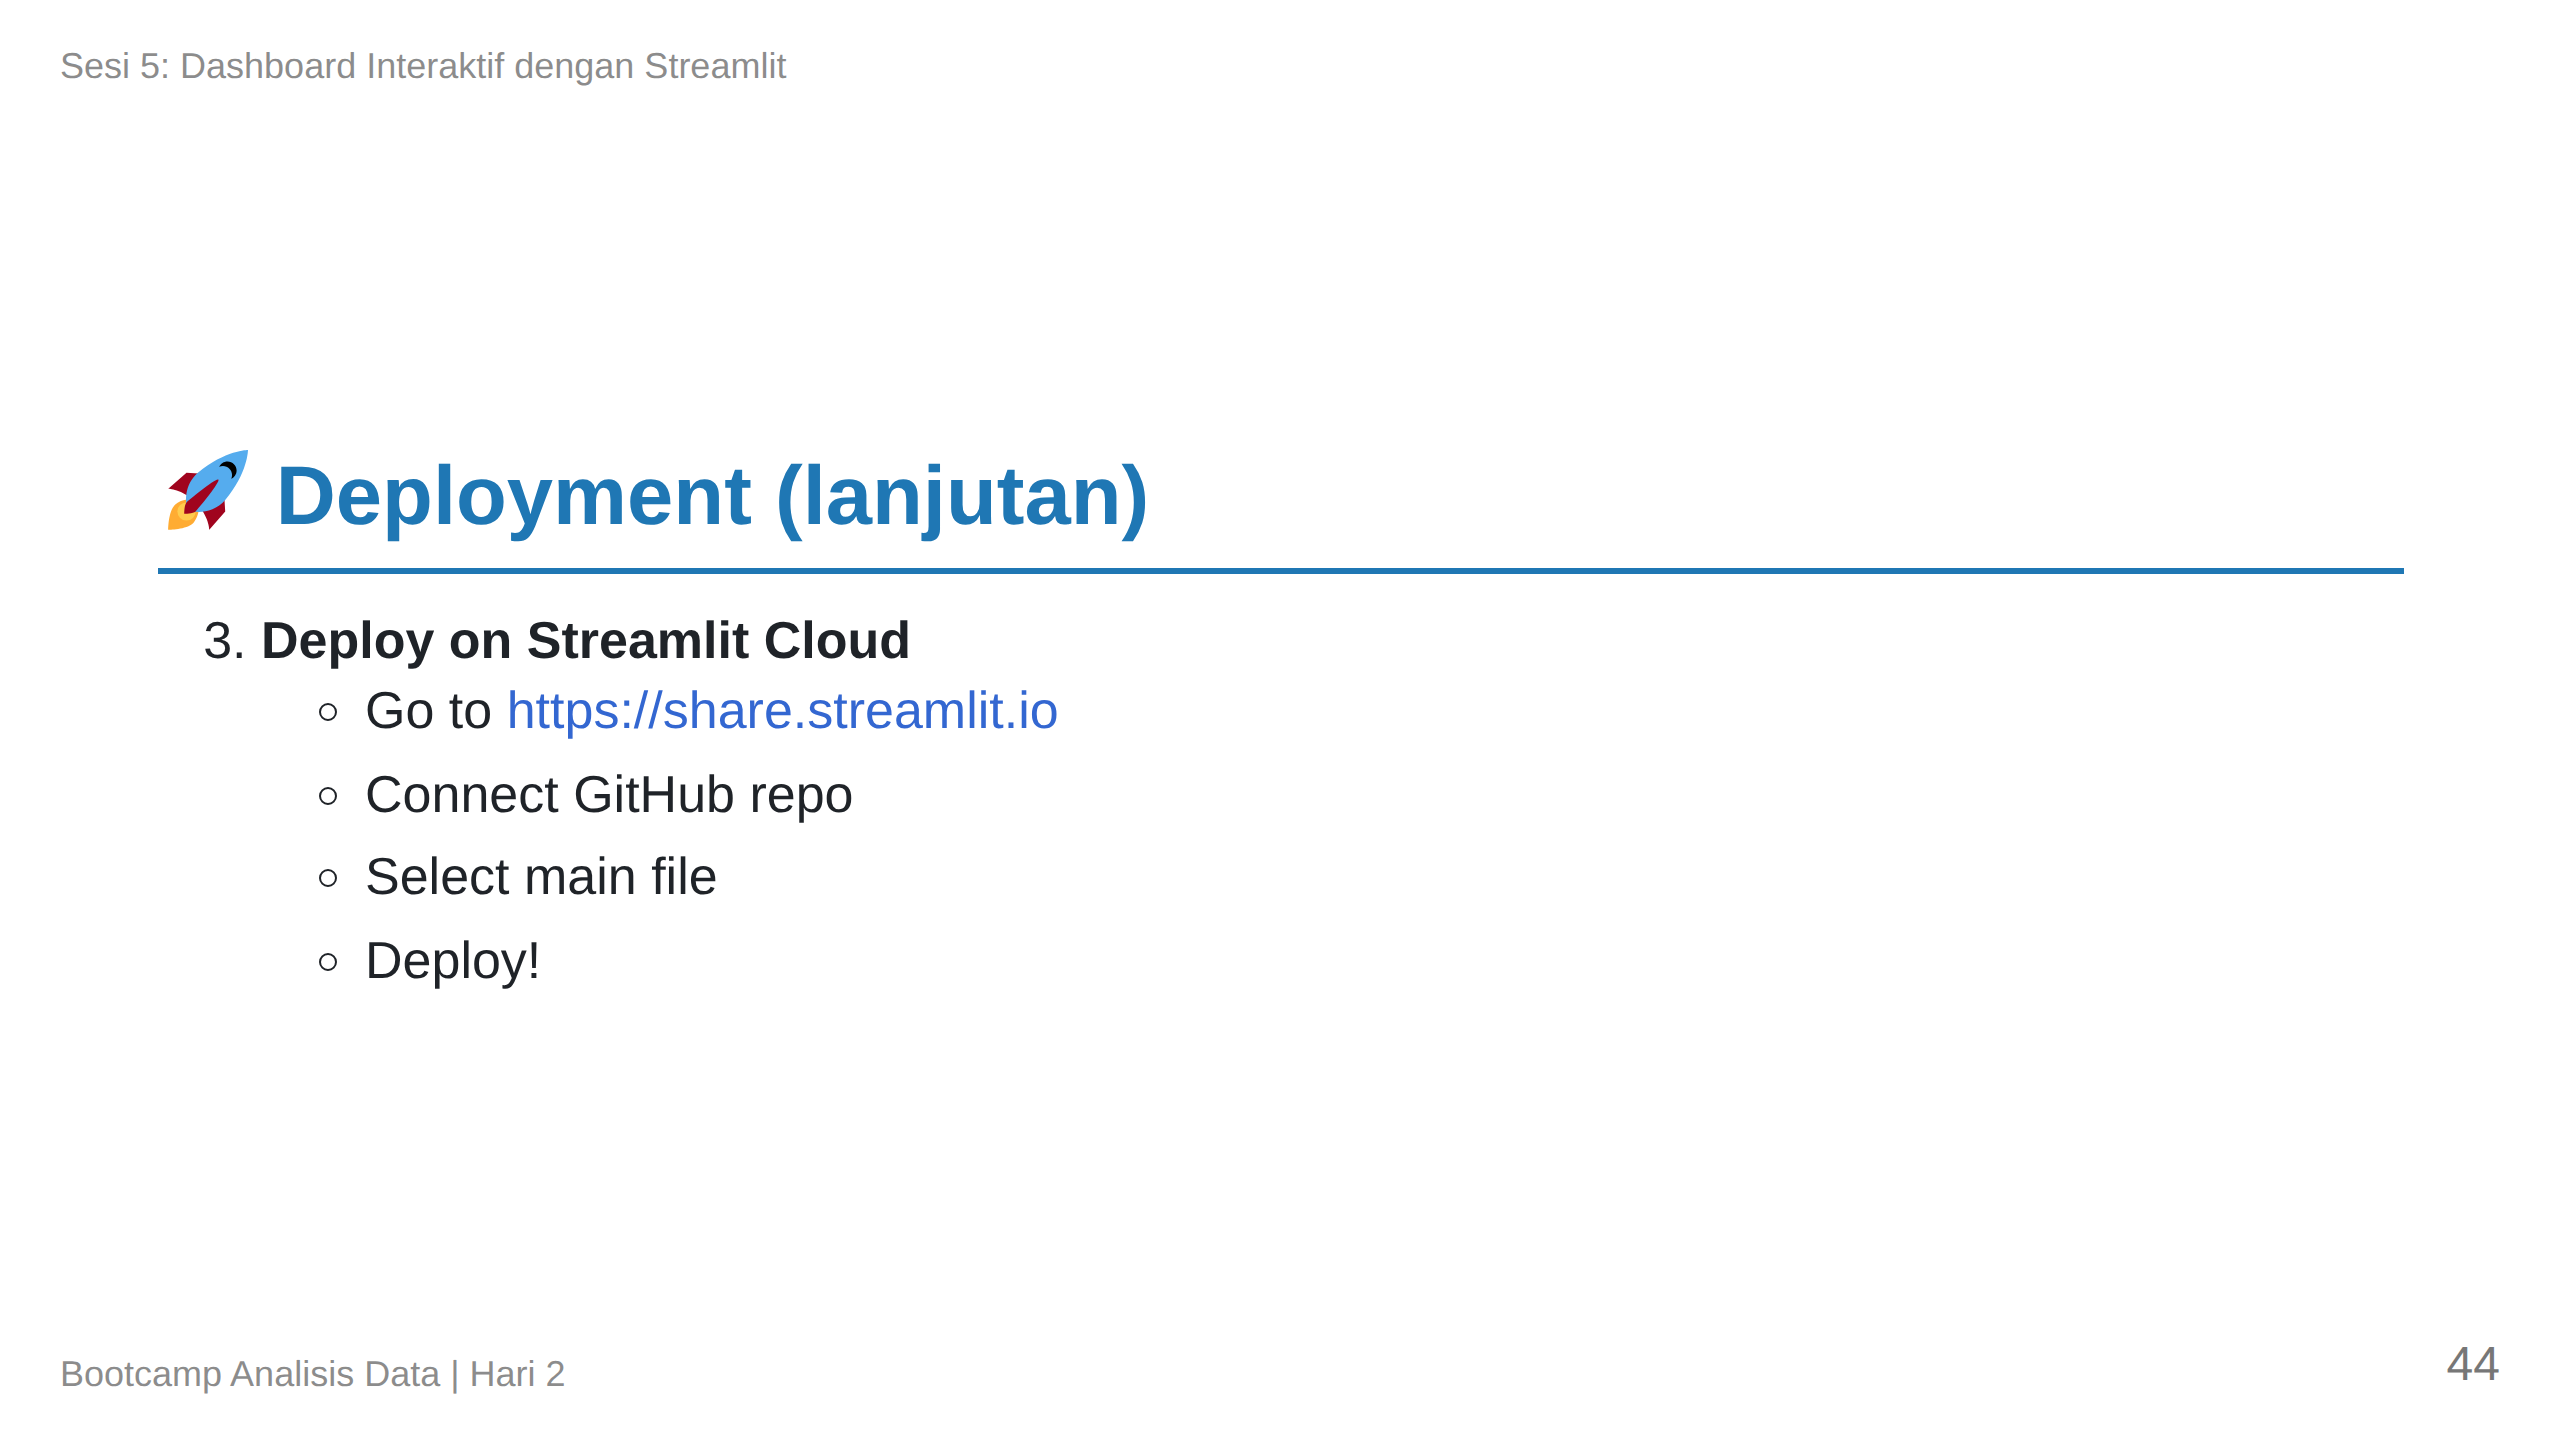 Sesi 5: Dashboard Interaktif dengan Streamlit
🚀 Deployment (lanjutan)
3. Deploy on Streamlit Cloud
○ Go to https://share.streamlit.io
○ Connect GitHub repo
○ Select main file
○ Deploy!
Bootcamp Analisis Data | Hari 2
44